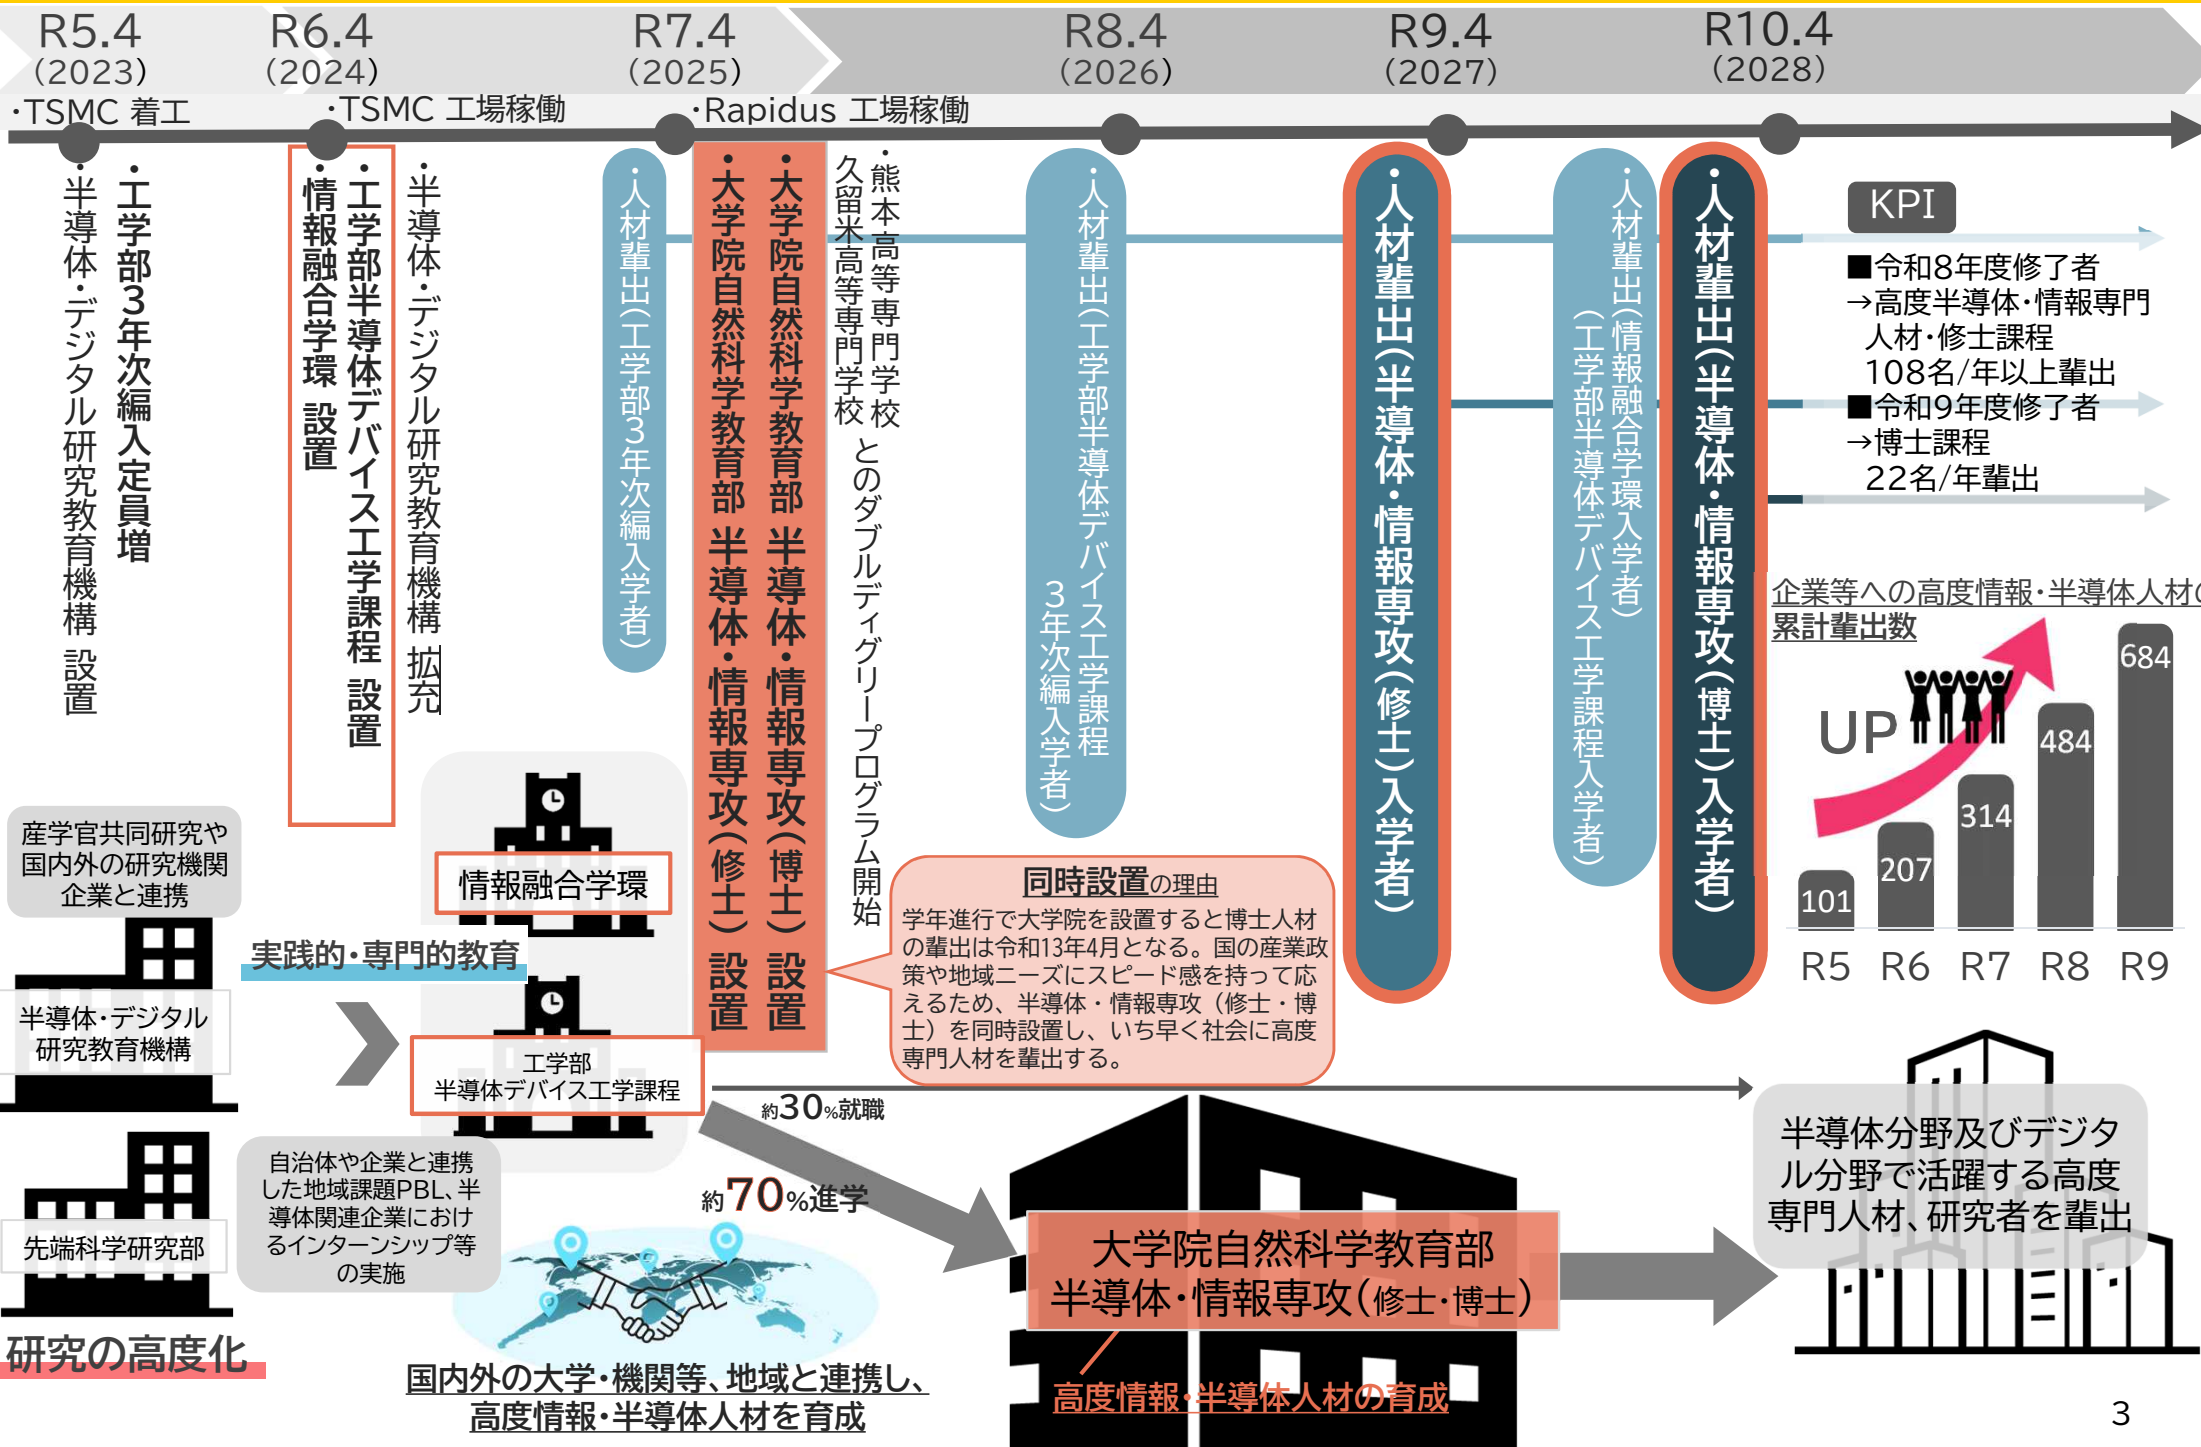 R5.4
(2023)
R6.4
(2024)
R7.4
(2025)
R8.4
(2026)
R9.4
(2027)
R10.4
(2028)
・TSMC 着工
・TSMC 工場稼働
・Rapidus 工場稼働
・工学部3年次編入定員増
・半導体・デジタル研究教育機構 設置
・半導体・デジタル研究教育機構 拡充
・工学部半導体デバイス工学課程 設置
・情報融合学環 設置
・人材輩出(工学部3年次編入学者)
・大学院自然科学教育部 半導体・情報専攻(博士) 設置
・大学院自然科学教育部 半導体・情報専攻(修士) 設置
・熊本高等専門学校
久留米高等専門学校
とのダブルディグリープログラム開始
・人材輩出(工学部半導体デバイス工学課程
3年次編入学者)
・人材輩出(半導体・情報専攻(修士)入学者)
・人材輩出(情報融合学環入学者)
(工学部半導体デバイス工学課程入学者)
・人材輩出(半導体・情報専攻(博士)入学者)
KPI
■令和8年度修了者
→高度半導体・情報専門
人材・修士課程
108名/年以上輩出
■令和9年度修了者
→博士課程
22名/年輩出
企業等への高度情報・半導体人材の
累計輩出数
UP
101
207
314
484
684
R5 R6 R7 R8 R9
産学官共同研究や
国内外の研究機関
企業と連携
半導体・デジタル
研究教育機構
先端科学研究部
研究の高度化
実践的・専門的教育
情報融合学環
工学部
半導体デバイス工学課程
自治体や企業と連携
した地域課題PBL、半
導体関連企業におけ
るインターンシップ等
の実施
同時設置の理由
学年進行で大学院を設置すると博士人材
の輩出は令和13年4月となる。国の産業政
策や地域ニーズにスピード感を持って応
えるため、半導体・情報専攻（修士・博
士）を同時設置し、いち早く社会に高度
専門人材を輩出する。
約30%就職
約70%進学
国内外の大学・機関等、地域と連携し、
高度情報・半導体人材を育成
大学院自然科学教育部
半導体・情報専攻(修士・博士)
高度情報・半導体人材の育成
半導体分野及びデジタ
ル分野で活躍する高度
専門人材、研究者を輩出
3